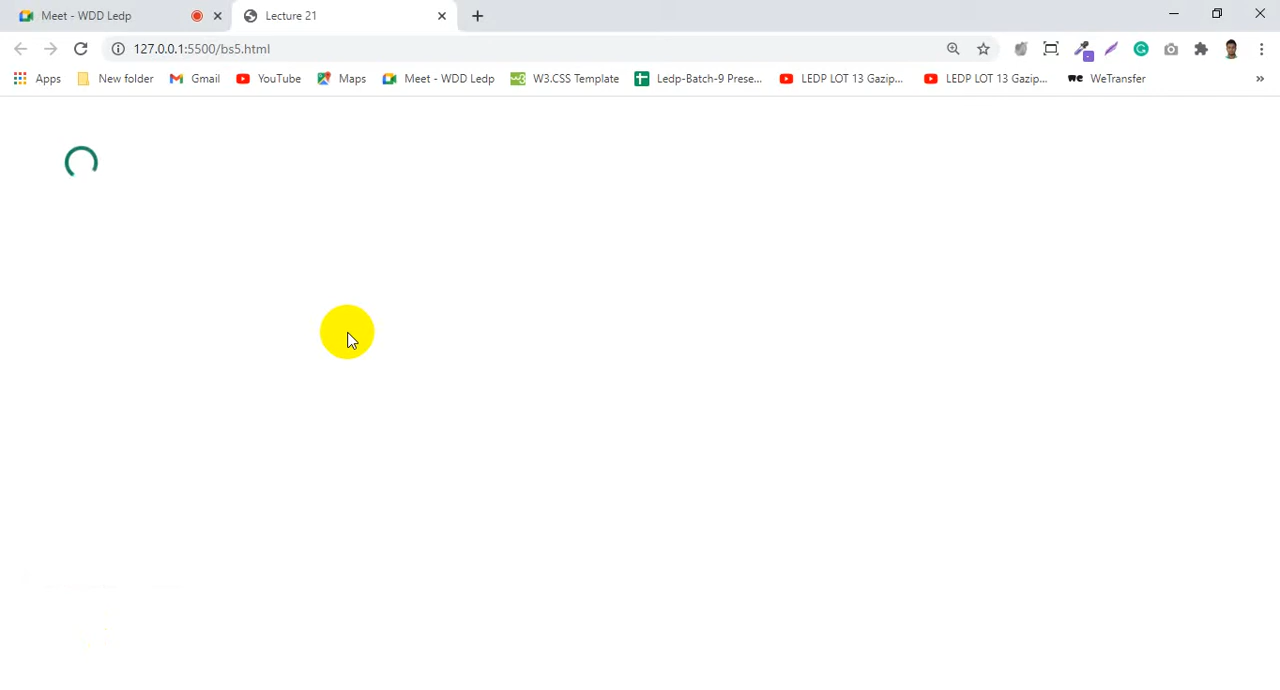 Meet - WDD Ledp
Lecture 21
127.0.0.1:5500/bs5.html
Apps New folder Gmail YouTube Maps Meet - WDD Ledp W3.CSS Template Ledp-Batch-9 Prese... LEDP LOT 13 Gazip... LEDP LOT 13 Gazip... WeTransfer »